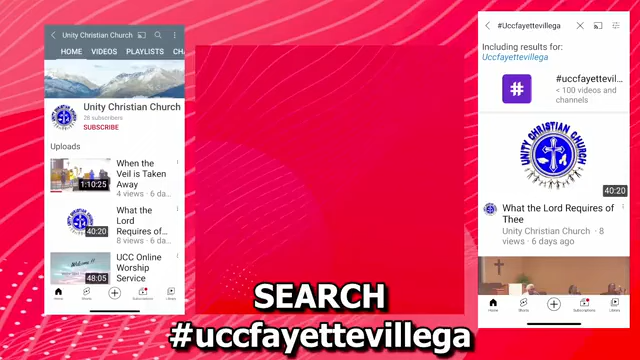 Unity Christian Church
HOME VIDEOS PLAYLISTS CHA
Unity Christian Church
26 subscribers
SUBSCRIBE
Uploads
When the
Veil is Taken
Away
4 views · 6 da...
1:10:25
What the
Lord
Requires of...
8 views · 6 da...
40:20
UCC Online
Worship
Service
Welcome !!
48:05
Home Shorts Subscriptions Library
#Uccfayettevillega
Including results for:
Uccfayettevillega
#
#uccfayettevil...
< 100 videos and
channels
UNITY CHRISTIAN CHURCH
40:20
What the Lord Requires of
Thee
Unity Christian Church · 8
views · 6 days ago
Home Shorts Subscriptions Library
SEARCH
#uccfayettevillega